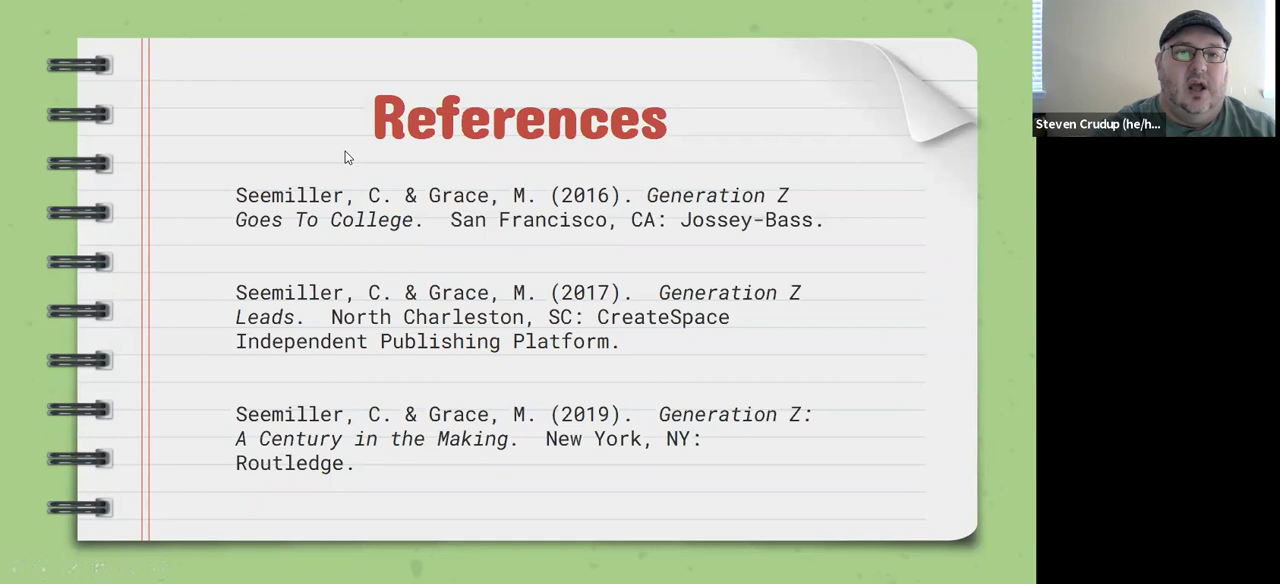 References
Steven Crudup (he/h...
Seemiller, C. & Grace, M. (2016). Generation Z
Goes To College. San Francisco, CA: Jossey-Bass.
Seemiller, C. & Grace, M. (2017). Generation Z
Leads. North Charleston, SC: CreateSpace
Independent Publishing Platform.
Seemiller, C. & Grace, M. (2019). Generation Z:
A Century in the Making. New York, NY:
Routledge.